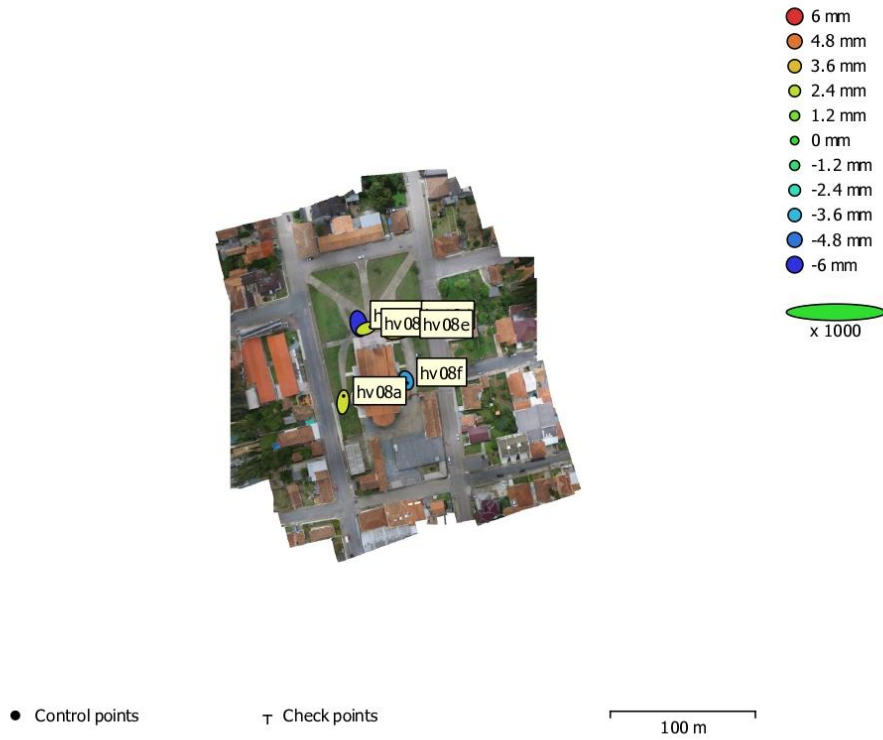 6 mm
4.8 mm
3.6 mm
2.4 mm
1.2 mm
0 mm
-1.2 mm
-2.4 mm
-3.6 mm
-4.8 mm
-6 mm
x 1000
hv08e
hv08f
hv08a
Control points
Check points
100 m